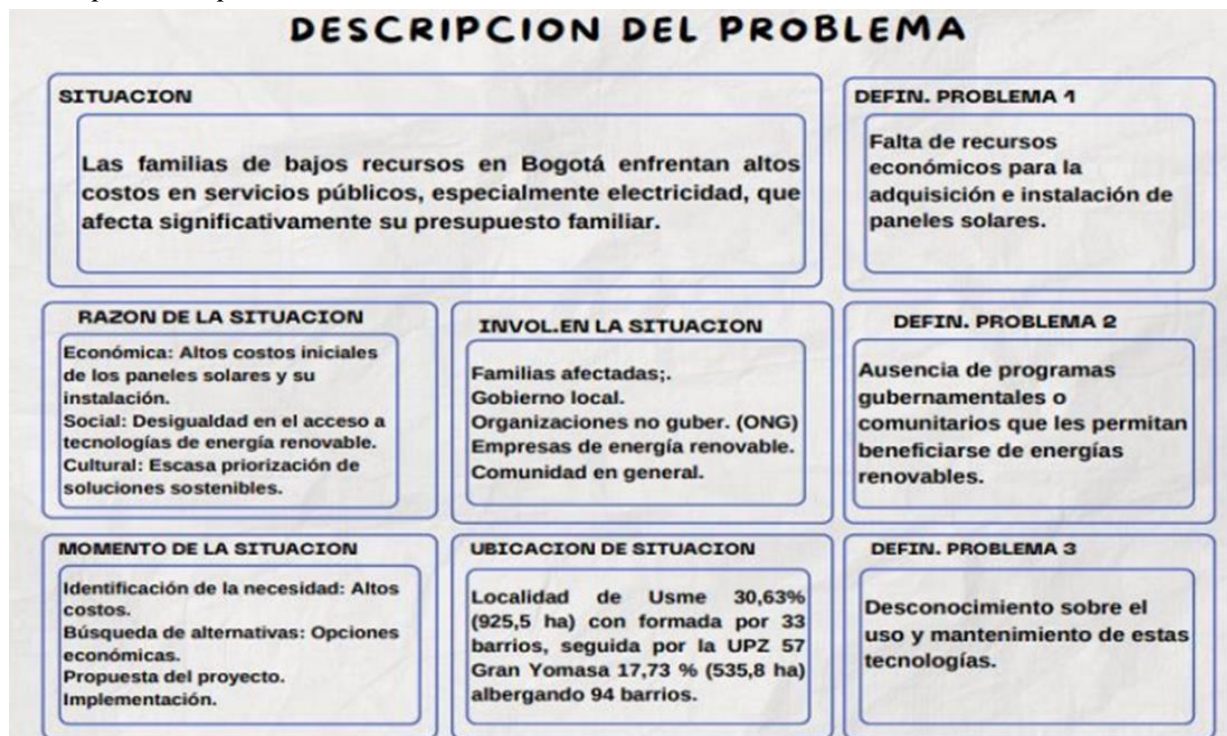 DESCRIPCION DEL PROBLEMA
SITUACION
Las familias de bajos recursos en Bogotá enfrentan altos
costos en servicios públicos, especialmente electricidad, que
afecta significativamente su presupuesto familiar.
DEFIN. PROBLEMA 1
Falta de recursos
económicos para la
adquisición e instalación de
paneles solares.
RAZON DE LA SITUACION
Económica: Altos costos iniciales
de los paneles solares y su
instalación.
Social: Desigualdad en el acceso a
tecnologías de energía renovable.
Cultural: Escasa priorización de
soluciones sostenibles.
INVOL.EN LA SITUACION
Familias afectadas;.
Gobierno local.
Organizaciones no guber. (ONG)
Empresas de energía renovable.
Comunidad en general.
DEFIN. PROBLEMA 2
Ausencia de programas
gubernamentales o
comunitarios que les permitan
beneficiarse de energías
renovables.
MOMENTO DE LA SITUACION
Identificación de la necesidad: Altos
costos.
Búsqueda de alternativas: Opciones
económicas.
Propuesta del proyecto.
Implementación.
UBICACION DE SITUACION
Localidad de Usme 30,63%
(925,5 ha) con formada por 33
barrios, seguida por la UPZ 57
Gran Yomasa 17,73 % (535,8 ha)
albergando 94 barrios.
DEFIN. PROBLEMA 3
Desconocimiento sobre el
uso y mantenimiento de estas
tecnologías.